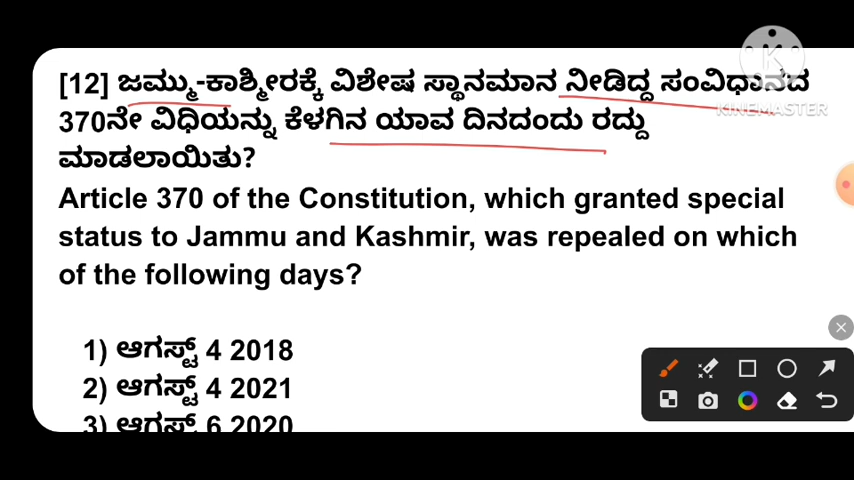 K
KINEMASTER
[12] ಜಮ್ಮು-ಕಾಶ್ಮೀರಕ್ಕೆ ವಿಶೇಷ ಸ್ಥಾನಮಾನ ನೀಡಿದ್ದ ಸಂವಿಧಾನದ
370ನೇ ವಿಧಿಯನ್ನು ಕೆಳಗಿನ ಯಾವ ದಿನದಂದು ರದ್ದು
ಮಾಡಲಾಯಿತು?
Article 370 of the Constitution, which granted special
status to Jammu and Kashmir, was repealed on which
of the following days?
1) ಆಗಸ್ಟ್ 4 2018
2) ಆಗಸ್ಟ್ 4 2021
3) ಆಗಸ್ಟ್ 6 2020